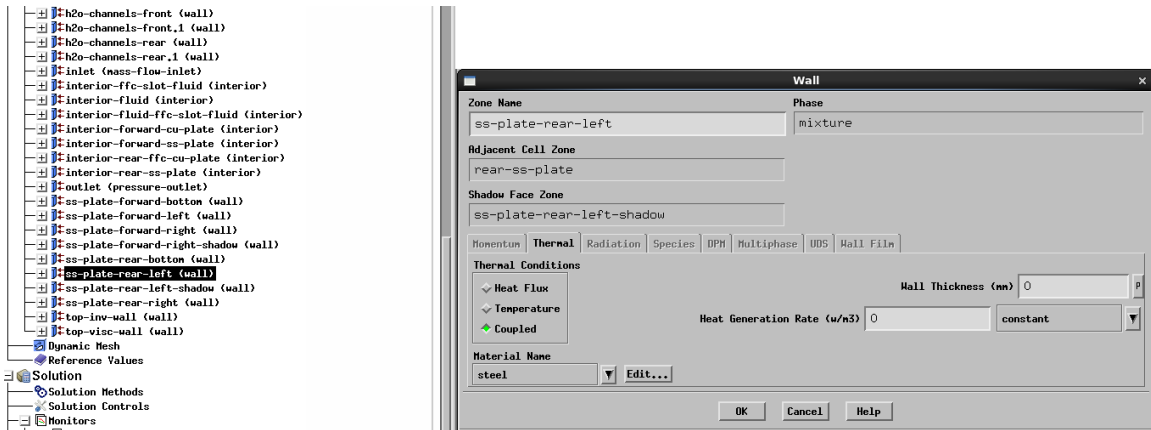 h2o-channels-front (wall)
h2o-channels-front.1 (wall)
h2o-channels-rear (wall)
h2o-channels-rear.1 (wall)
inlet (mass-flow-inlet)
interior-ffc-slot-fluid (interior)
interior-fluid (interior)
interior-fluid-ffc-slot-fluid (interior)
interior-forward-cu-plate (interior)
interior-forward-ss-plate (interior)
interior-rear-ffc-cu-plate (interior)
interior-rear-ss-plate (interior)
outlet (pressure-outlet)
ss-plate-forward-bottom (wall)
ss-plate-forward-left (wall)
ss-plate-forward-right (wall)
ss-plate-forward-right-shadow (wall)
ss-plate-rear-bottom (wall)
ss-plate-rear-left (wall)
ss-plate-rear-left-shadow (wall)
ss-plate-rear-right (wall)
top-inv-wall (wall)
top-visc-wall (wall)
Dynamic Mesh
Reference Values
Solution
Solution Methods
Solution Controls
Monitors
Wall
Zone Name
Phase
ss-plate-rear-left
mixture
Adjacent Cell Zone
rear-ss-plate
Shadow Face Zone
ss-plate-rear-left-shadow
Momentum Thermal Radiation Species DPM Multiphase UDS Wall Film
Thermal Conditions
Heat Flux
Temperature
Coupled
Wall Thickness (mm) 0 P
Heat Generation Rate (w/m3) 0 constant
Material Name
steel Edit...
OK Cancel Help